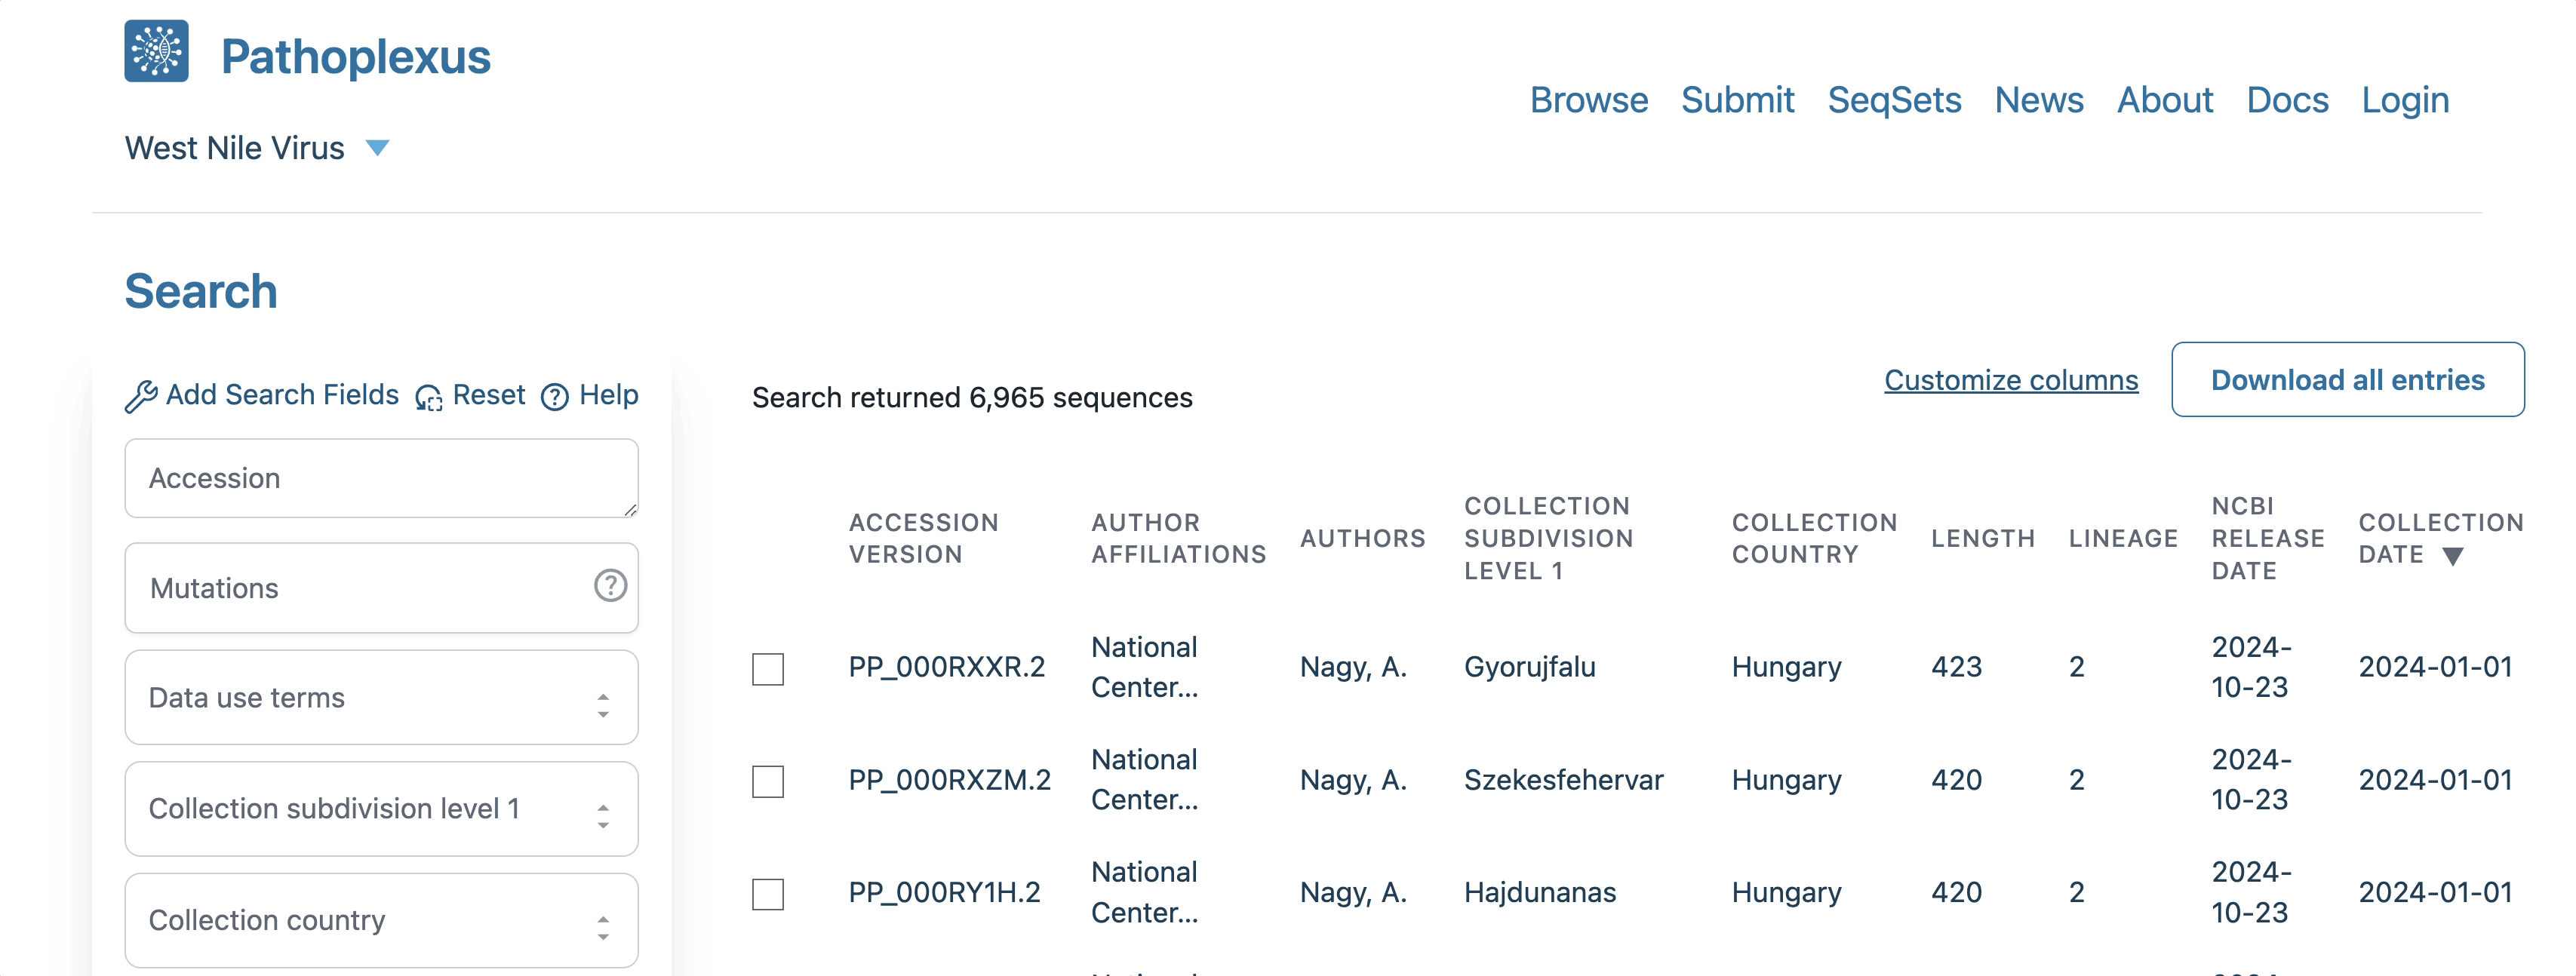 Pathoplexus
West Nile Virus
Browse Submit SeqSets News About Docs Login
Search
Add Search Fields Reset Help
Accession
Mutations
Data use terms
Collection subdivision level 1
Collection country
Search returned 6,965 sequences
Customize columns
Download all entries
ACCESSION
VERSION
AUTHOR
AFFILIATIONS
AUTHORS
COLLECTION
SUBDIVISION
LEVEL 1
COLLECTION
COUNTRY
LENGTH
LINEAGE
NCBI
RELEASE
DATE
COLLECTION
DATE ▼
PP_000RXXR.2
National
Center...
Nagy, A.
Gyorujfalu
Hungary
423
2
2024-
10-23
2024-01-01
PP_000RXZM.2
National
Center...
Nagy, A.
Szekesfehervar
Hungary
420
2
2024-
10-23
2024-01-01
PP_000RY1H.2
National
Center...
Nagy, A.
Hajdunanas
Hungary
420
2
2024-
10-23
2024-01-01